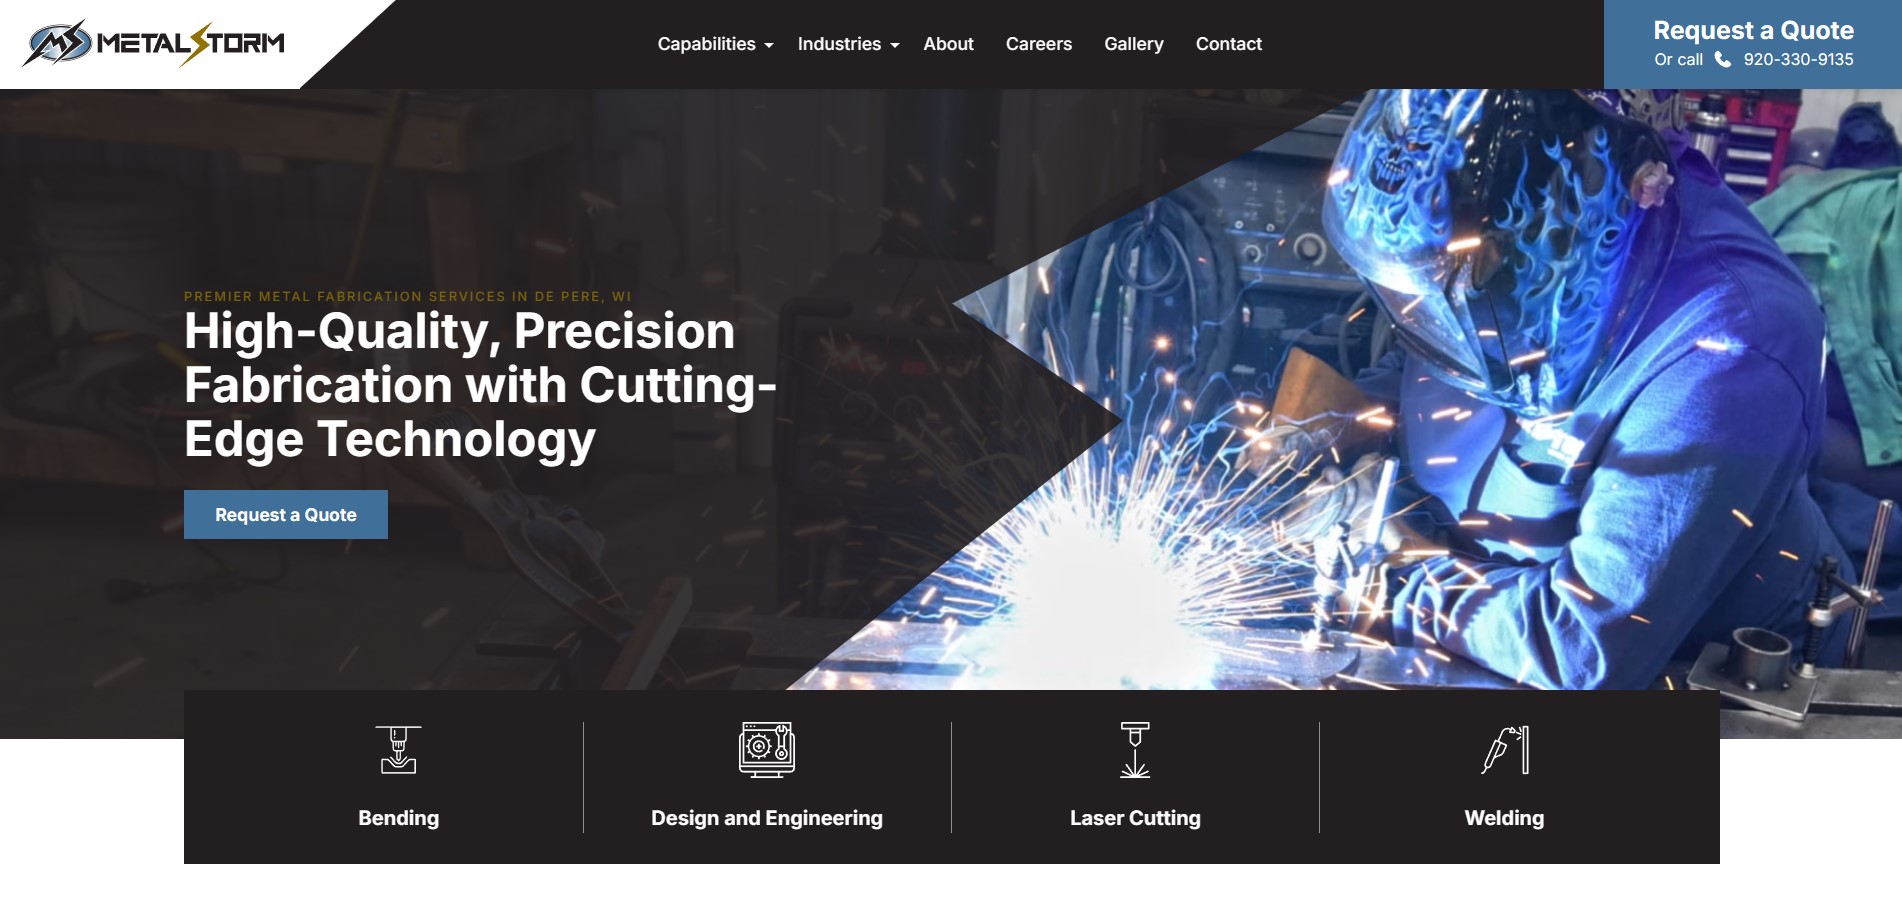 METALSTORM
Capabilities Industries About Careers Gallery Contact
Request a Quote
Or call 920-330-9135
PREMIER METAL FABRICATION SERVICES IN DE PERE, WI
High-Quality, Precision
Fabrication with Cutting-
Edge Technology
Request a Quote
Bending
Design and Engineering
Laser Cutting
Welding